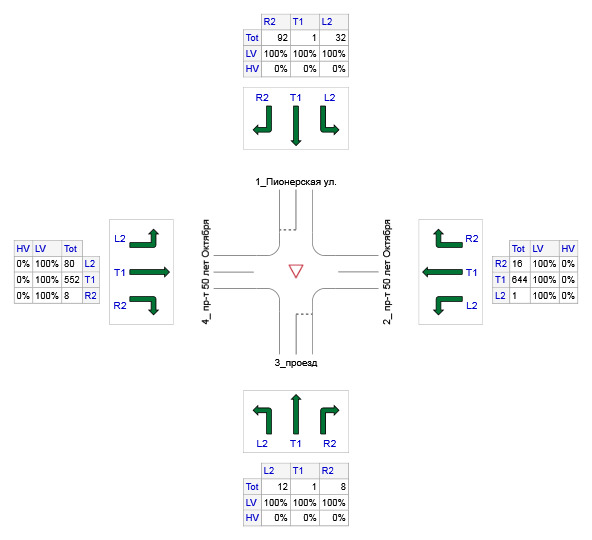 R2 T1 L2
Tot 92 1 32
LV 100% 100% 100%
HV 0% 0% 0%
R2 T1 L2
1_Пионерская ул.
HV LV Tot
0% 100% 80 L2
0% 100% 552 T1
0% 100% 8 R2
L2
T1
R2
4_ пр-т 50 лет Октября
2_ пр-т 50 лет Октября
R2
T1
L2
Tot LV HV
R2 16 100% 0%
T1 644 100% 0%
L2 1 100% 0%
3_проезд
L2 T1 R2
L2 T1 R2
Tot 12 1 8
LV 100% 100% 100%
HV 0% 0% 0%